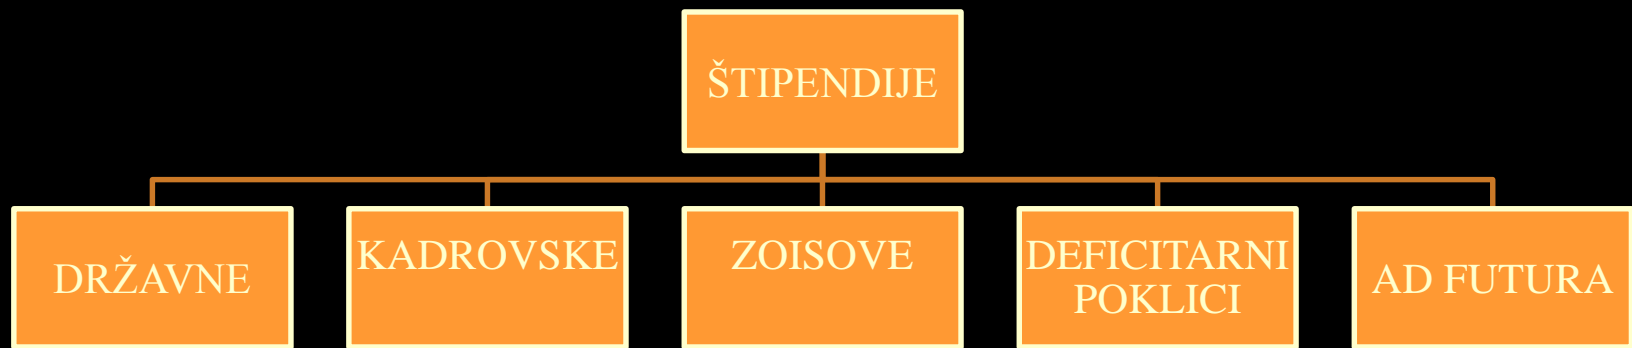 ŠTIPENDIJE
DRŽAVNE
KADROVSKE
ZOISOVE
DEFICITARNI
POKLICI
AD FUTURA